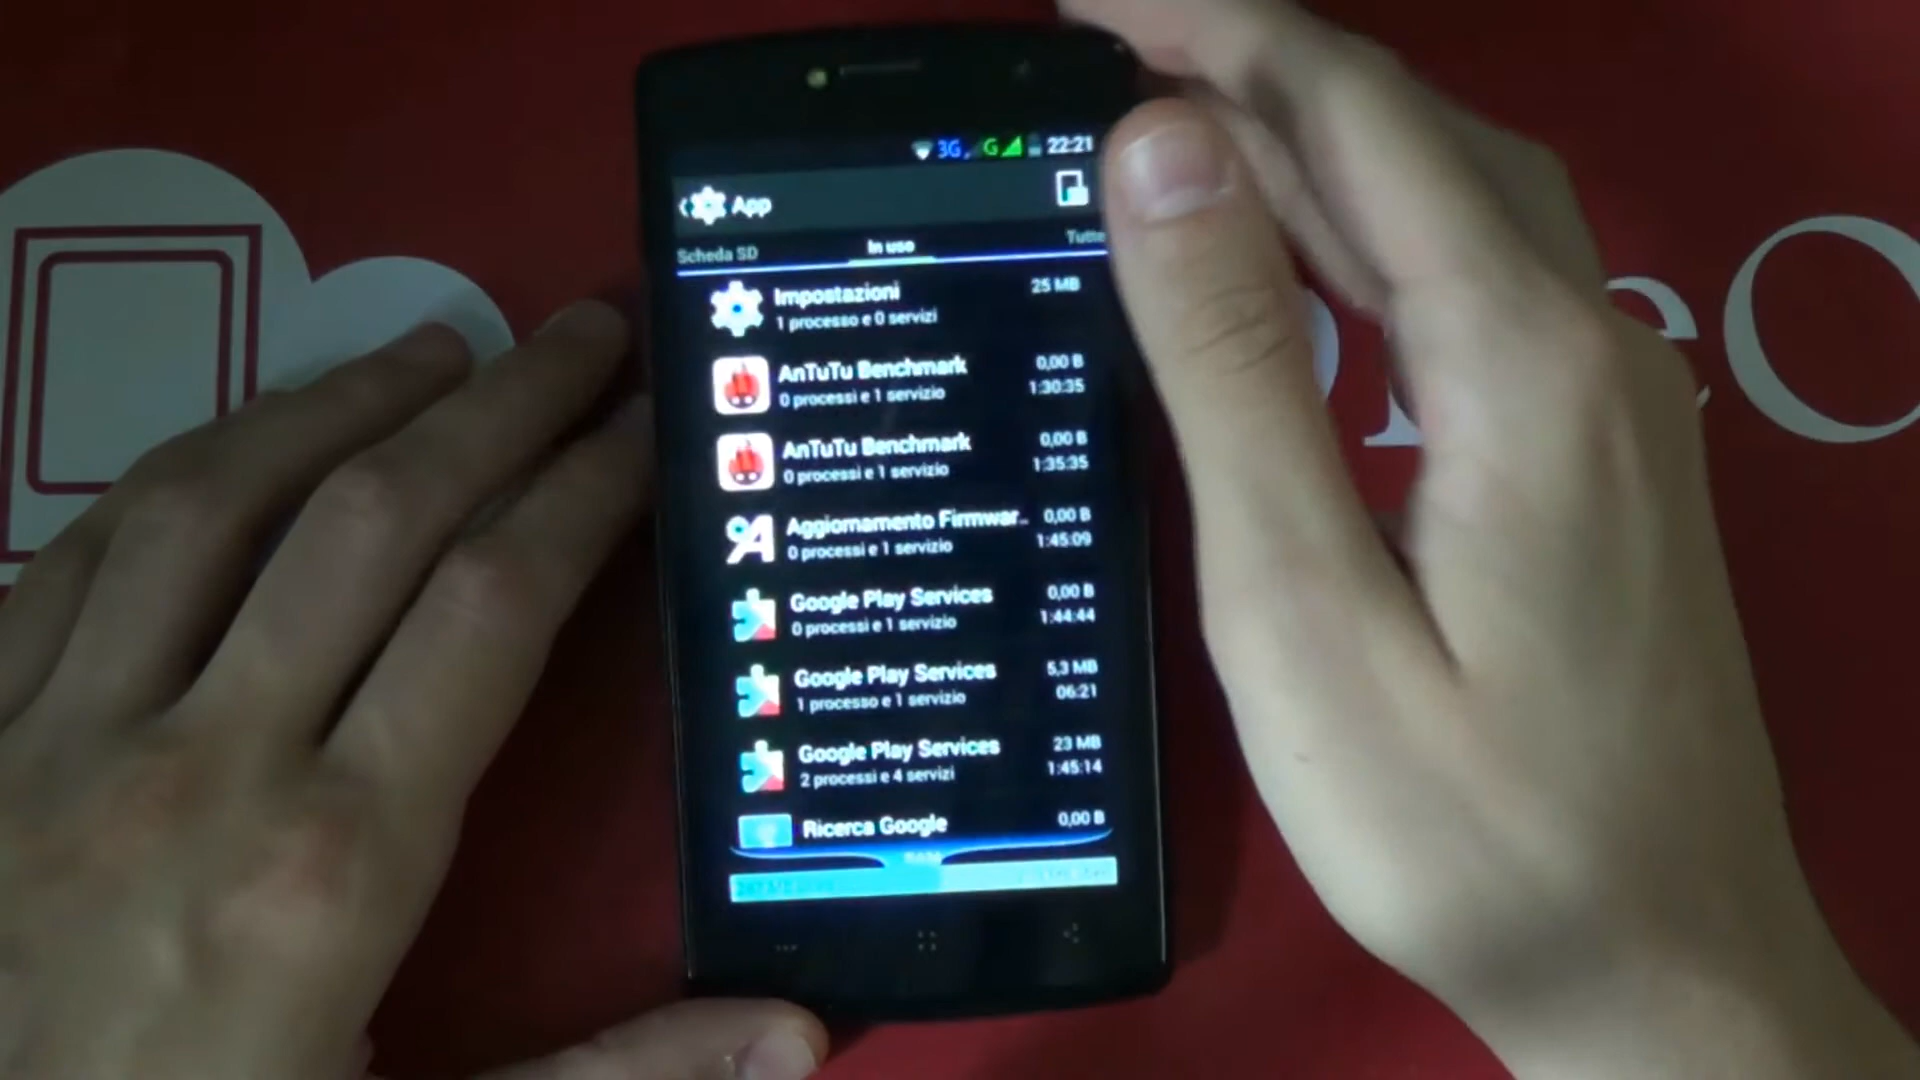 3G G 22:21
App
Scheda SD In uso Tutte
Impostazioni 25 MB
1 processo e 0 servizi
AnTuTu Benchmark 0,00 B
0 processi e 1 servizio 1:30:35
AnTuTu Benchmark 0,00 B
0 processi e 1 servizio 1:35:35
Aggiornamento Firmwar... 0,00 B
0 processi e 1 servizio 1:45:09
Google Play Services 0,00 B
0 processi e 1 servizio 1:44:44
Google Play Services 5,3 MB
1 processo e 1 servizio 06:21
Google Play Services 23 MB
2 processi e 4 servizi 1:45:14
Ricerca Google 0,00 B
RAM